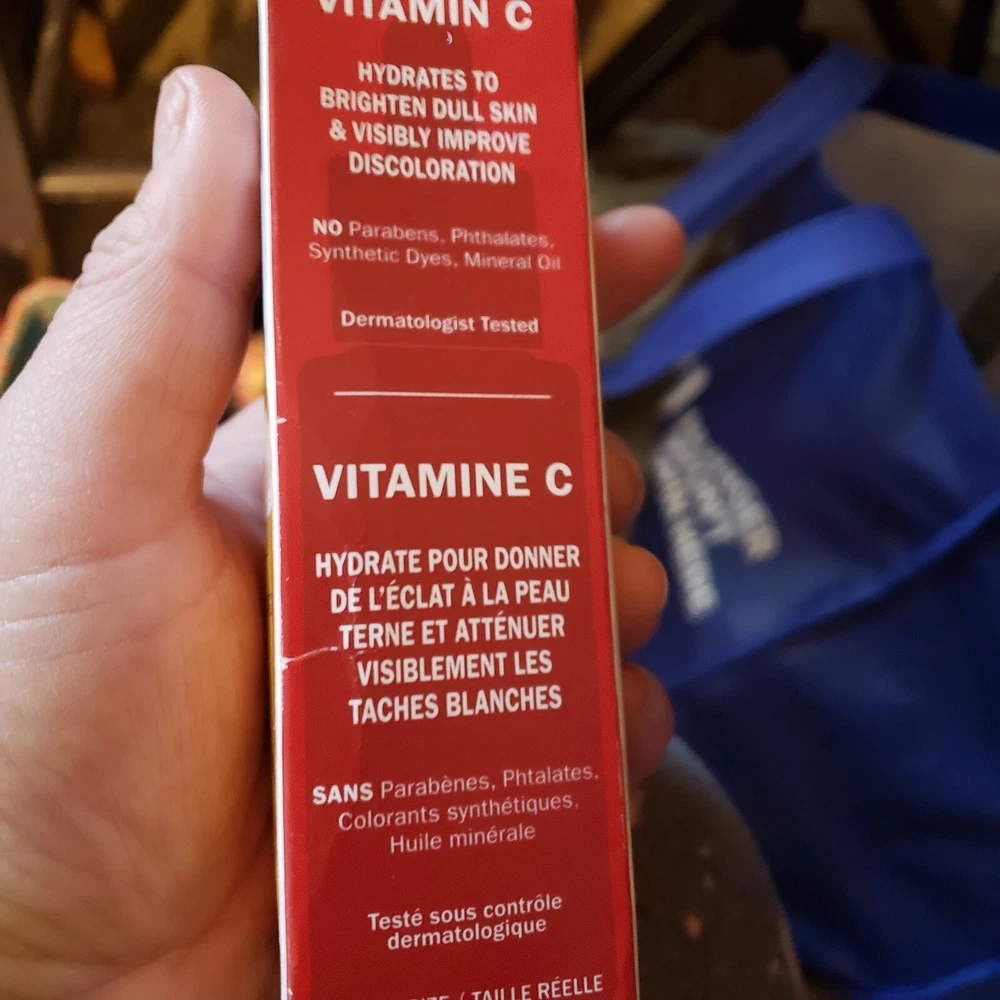 VITAMIN C
HYDRATES TO
BRIGHTEN DULL SKIN
& VISIBLY IMPROVE
DISCOLORATION
NO Parabens, Phthalates,
Synthetic Dyes, Mineral Oil
Dermatologist Tested
VITAMINE C
HYDRATE POUR DONNER
DE L'ÉCLAT À LA PEAU
TERNE ET ATTÉNUER
VISIBLEMENT LES
TACHES BLANCHES
SANS Parabènes, Phtalates,
Colorants synthétiques,
Huile minérale
Testé sous contrôle
dermatologique
/ TAILLE RÉELLE